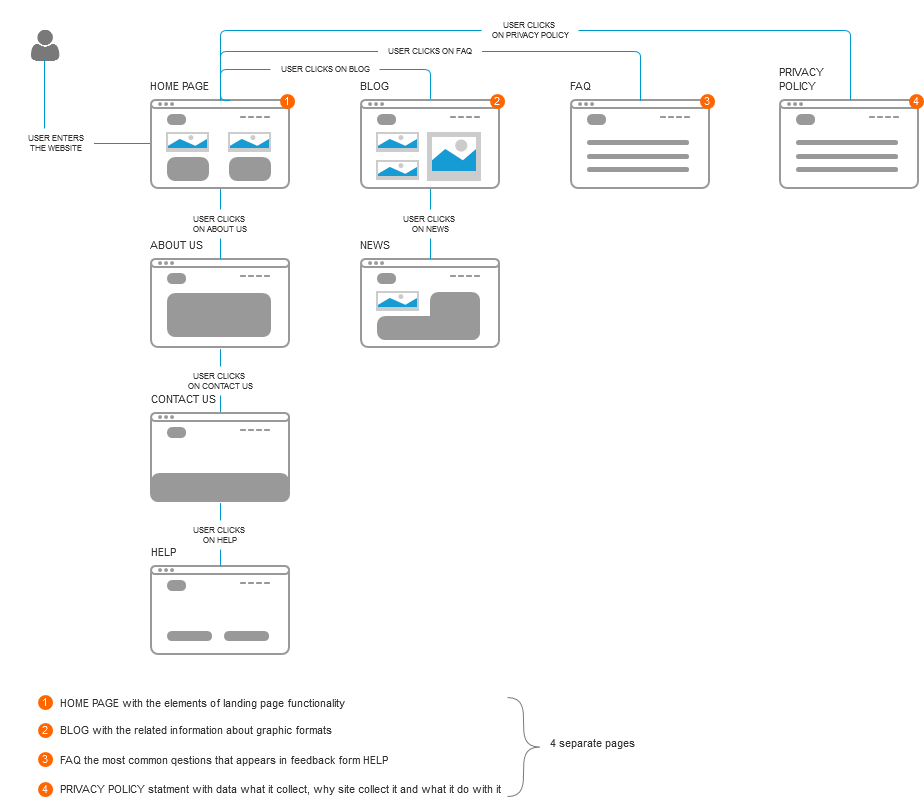 USER CLICKS
ON PRIVACY POLICY
USER CLICKS ON FAQ
USER CLICKS ON BLOG
HOME PAGE
BLOG
FAQ
PRIVACY
POLICY
1
2
3
4
USER ENTERS
THE WEBSITE
USER CLICKS
ON ABOUT US
USER CLICKS
ON NEWS
ABOUT US
NEWS
USER CLICKS
ON CONTACT US
CONTACT US
USER CLICKS
ON HELP
HELP
1 HOME PAGE with the elements of landing page functionality
2 BLOG with the related information about graphic formats
3 FAQ the most common qestions that appears in feedback form HELP
4 PRIVACY POLICY statment with data what it collect, why site collect it and what it do with it
4 separate pages